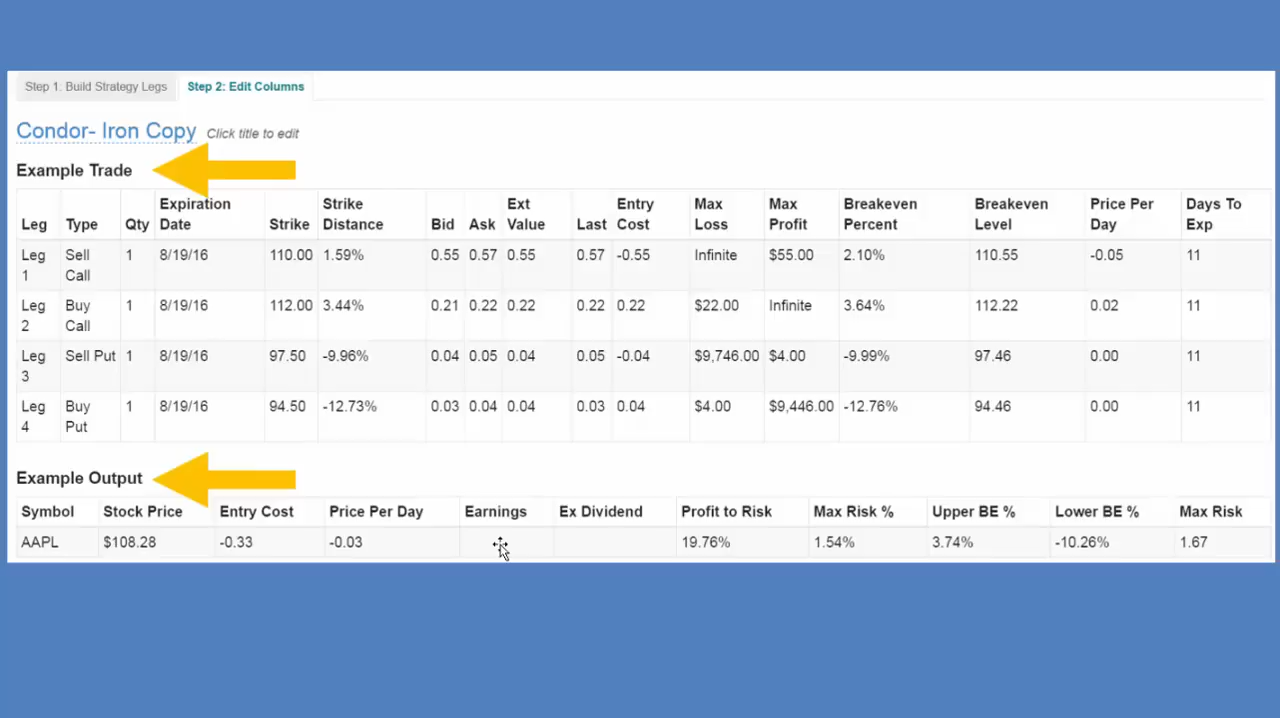 Step 1. Build Strategy Legs Step 2: Edit Columns
Condor- Iron Copy Click title to edit
Example Trade
Leg Type Qty Expiration Date Strike Strike Distance Bid Ask Ext Value Last Entry Cost Max Loss Max Profit Breakeven Percent Breakeven Level Price Per Day Days To Exp
Leg 1 Sell Call 1 8/19/16 110.00 1.59% 0.55 0.57 0.55 0.57 -0.55 Infinite $55.00 2.10% 110.55 -0.05 11
Leg 2 Buy Call 1 8/19/16 112.00 3.44% 0.21 0.22 0.22 0.22 0.22 $22.00 Infinite 3.64% 112.22 0.02 11
Leg 3 Sell Put 1 8/19/16 97.50 -9.96% 0.04 0.05 0.04 0.05 -0.04 $9,746.00 $4.00 -9.99% 97.46 0.00 11
Leg 4 Buy Put 1 8/19/16 94.50 -12.73% 0.03 0.04 0.04 0.03 0.04 $4.00 $9,446.00 -12.76% 94.46 0.00 11
Example Output
Symbol Stock Price Entry Cost Price Per Day Earnings Ex Dividend Profit to Risk Max Risk % Upper BE % Lower BE % Max Risk
AAPL $108.28 -0.33 -0.03 19.76% 1.54% 3.74% -10.26% 1.67